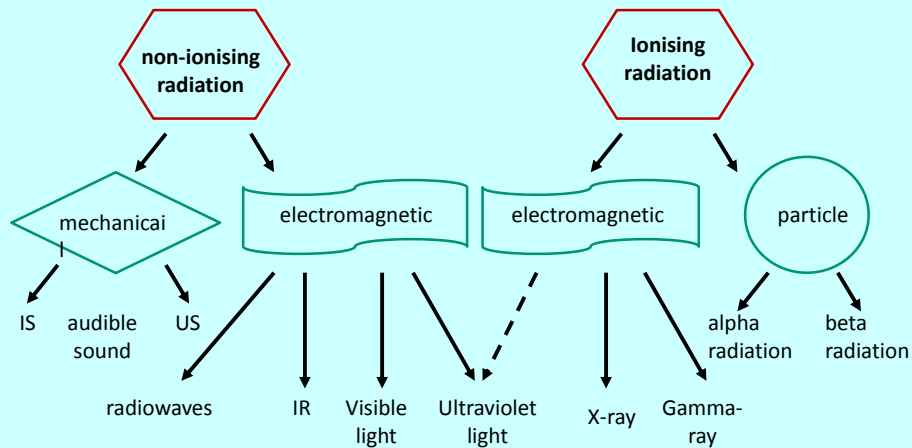 non-ionising
radiation
Ionising
radiation
mechanicai
l
electromagnetic
electromagnetic
particle
IS
audible
sound
US
alpha
radiation
beta
radiation
radiowaves
IR
Visible
light
Ultraviolet
light
X-ray
Gamma-
ray